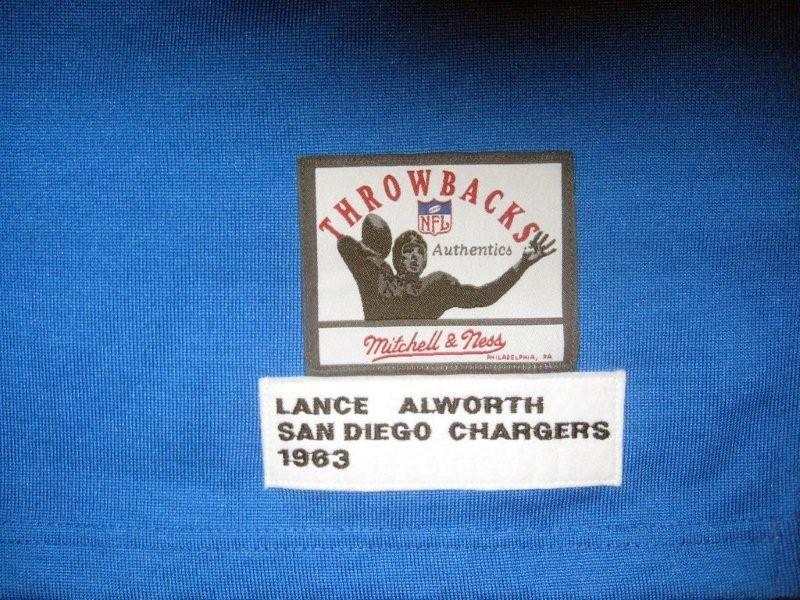 THROWBACKS
NFL
Authentics
Mitchell & Ness
PHILADELPHIA, PA
LANCE ALWORTH
SAN DIEGO CHARGERS
1963